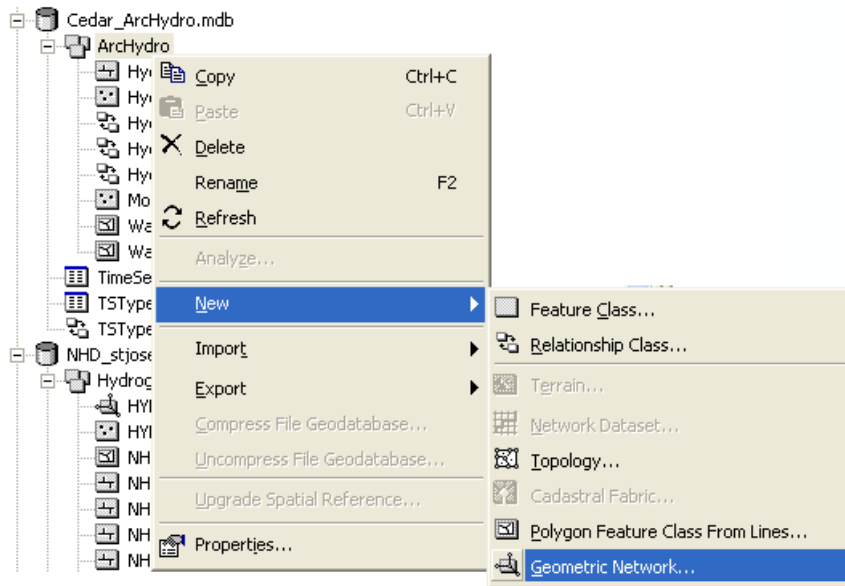 Cedar_ArcHydro.mdb
ArcHydro
Hy
Hy
Hy
Hy
Hy
Mo
Wa
Wa
TimeSe
TSType
TSType
NHD_stjose
Hydrog
HYI
HYI
NH
NH
NH
NH
NH
Copy Ctrl+C
Paste Ctrl+V
Delete
Rename F2
Refresh
Analyze...
New
Import
Export
Compress File Geodatabase...
Uncompress File Geodatabase...
Upgrade Spatial Reference...
Properties...
Feature Class...
Relationship Class...
Terrain...
Network Dataset...
Topology...
Cadastral Fabric...
Polygon Feature Class From Lines...
Geometric Network...